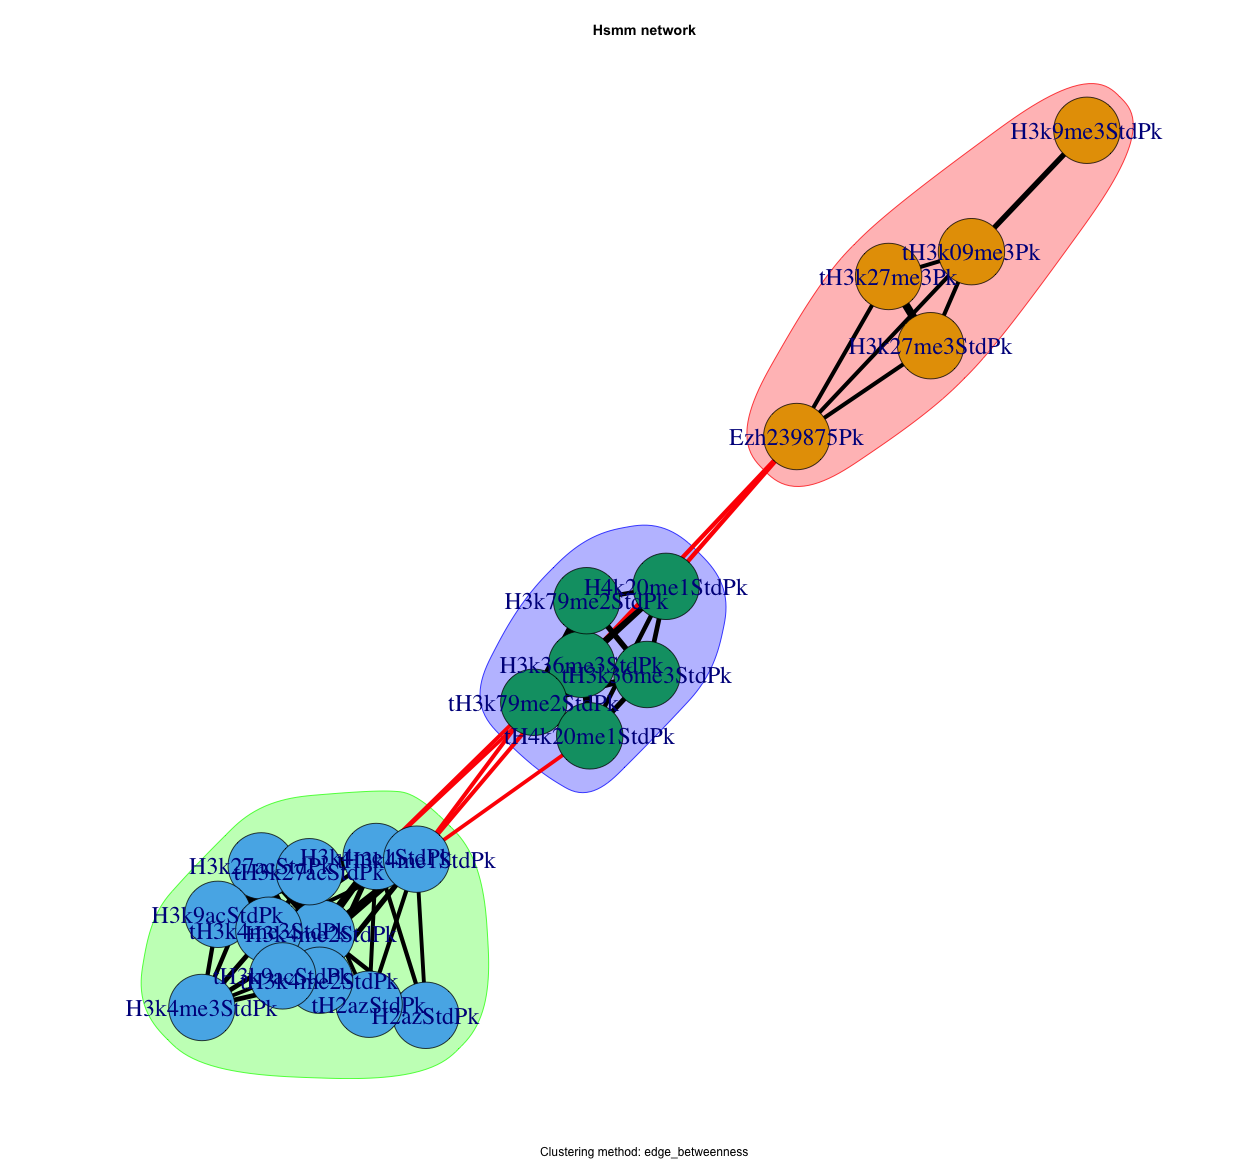 Hsmm network
H3k9me3StdPk
tH3k09me3Pk
tH3k27me3Pk
H3k27me3StdPk
Ezh239875Pk
H4k20me1StdPk
H3k79me2StdPk
H3k36me3StdPk
tH3k36me3StdPk
tH3k79me2StdPk
tH4k20me1StdPk
H3k4me1StdPk
tH3k4me1StdPk
H3k27acStdPk
tH3k27acStdPk
H3k9acStdPk
tH3k4me3StdPk
H3k4me2StdPk
tH3k9acStdPk
tH3k4me2StdPk
H3k4me3StdPk
tH2azStdPk
H2azStdPk
Clustering method: edge_betweenness